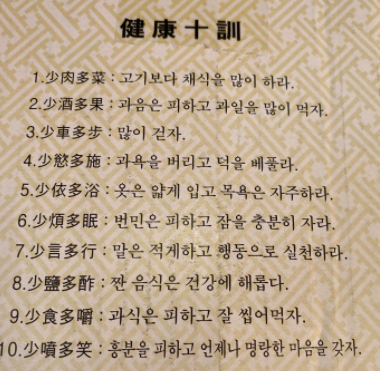 健康十訓
1.少肉多菜 : 고기보다 채식을 많이 하라.
2.少酒多果 : 과음은 피하고 과일을 많이 먹자.
3.少車多步 : 많이 걷자.
4.少慾多施 : 과욕을 버리고 덕을 베풀라.
5.少依多浴 : 옷은 얇게 입고 목욕은 자주하라.
6.少煩多眠 : 번민은 피하고 잠을 충분히 자라.
7.少言多行 : 말은 적게하고 행동으로 실천하라.
8.少鹽多酢 : 짠 음식은 건강에 해롭다.
9.少食多嚼 : 과식은 피하고 잘 씹어먹자.
10.少噴多笑 : 흥분을 피하고 언제나 명랑한 마음을 갖자.